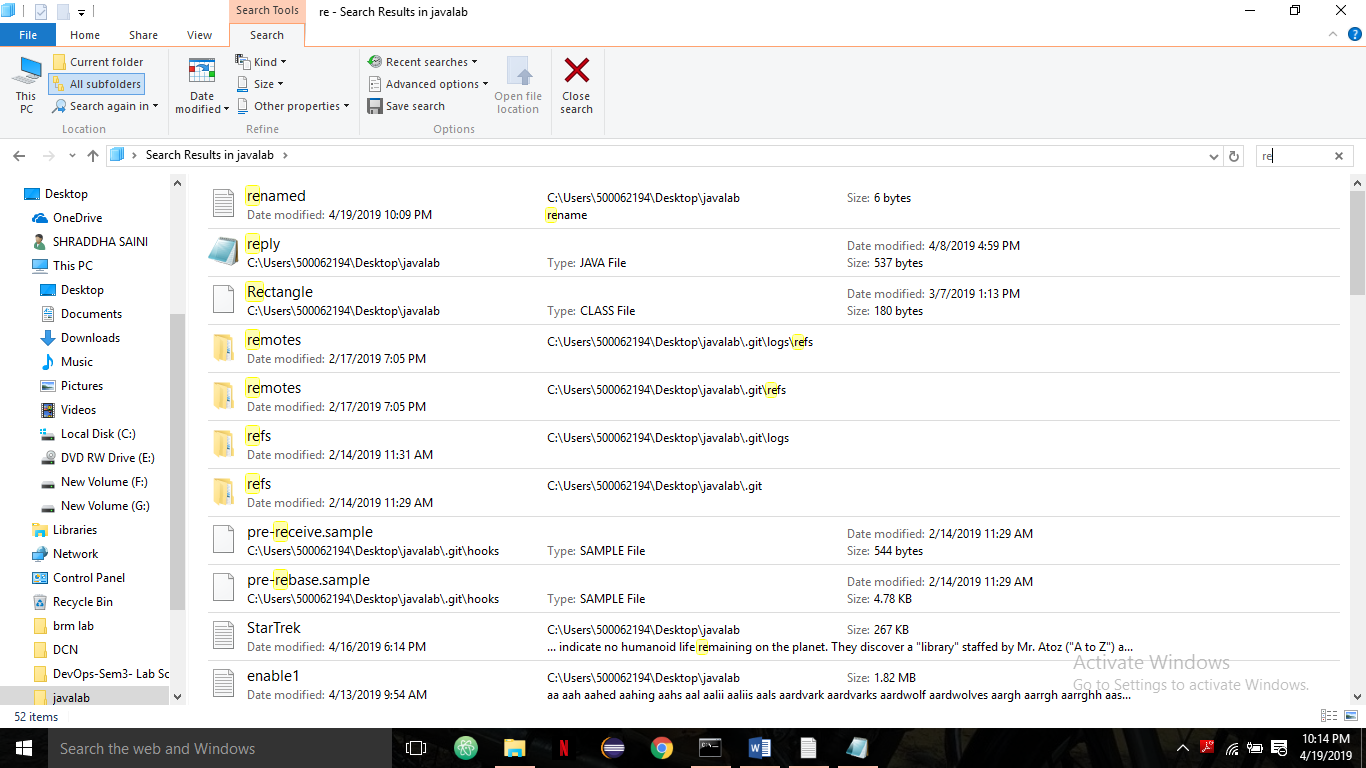 Search Tools
re - Search Results in javalab
File
Home
Share
View
Search
This PC
Current folder
All subfolders
Search again in
Location
Date modified
Kind
Size
Other properties
Refine
Recent searches
Advanced options
Save search
Options
Open file location
Close search
Search Results in javalab
re
Desktop
OneDrive
SHRADDHA SAINI
This PC
Desktop
Documents
Downloads
Music
Pictures
Videos
Local Disk (C:)
DVD RW Drive (E:)
New Volume (F:)
New Volume (G:)
Libraries
Network
Control Panel
Recycle Bin
brm lab
DCN
DevOps-Sem3- Lab Sc
javalab
renamed C:\Users\500062194\Desktop\javalab Size: 6 bytes
Date modified: 4/19/2019 10:09 PM rename
reply Date modified: 4/8/2019 4:59 PM
C:\Users\500062194\Desktop\javalab Type: JAVA File Size: 537 bytes
Rectangle Date modified: 3/7/2019 1:13 PM
C:\Users\500062194\Desktop\javalab Type: CLASS File Size: 180 bytes
remotes C:\Users\500062194\Desktop\javalab\.git\logs\refs
Date modified: 2/17/2019 7:05 PM
remotes C:\Users\500062194\Desktop\javalab\.git\refs
Date modified: 2/17/2019 7:05 PM
refs C:\Users\500062194\Desktop\javalab\.git\logs
Date modified: 2/14/2019 11:31 AM
refs C:\Users\500062194\Desktop\javalab\.git
Date modified: 2/14/2019 11:29 AM
pre-receive.sample Date modified: 2/14/2019 11:29 AM
C:\Users\500062194\Desktop\javalab\.git\hooks Type: SAMPLE File Size: 544 bytes
pre-rebase.sample Date modified: 2/14/2019 11:29 AM
C:\Users\500062194\Desktop\javalab\.git\hooks Type: SAMPLE File Size: 4.78 KB
StarTrek C:\Users\500062194\Desktop\javalab Size: 267 KB
Date modified: 4/16/2019 6:14 PM ... indicate no humanoid life remaining on the planet. They discover a "library" staffed by Mr. Atoz ("A to Z") a...
enable1 C:\Users\500062194\Desktop\javalab Size: 1.82 MB
Date modified: 4/13/2019 9:54 AM aa aah aahed aahing aahs aal aalii aaliis aals aardvark aardvarks aardwolf aardwolves aargh aarrgh aarrghh aas...
Activate Windows
Go to Settings to activate Windows.
52 items
Search the web and Windows
10:14 PM
4/19/2019